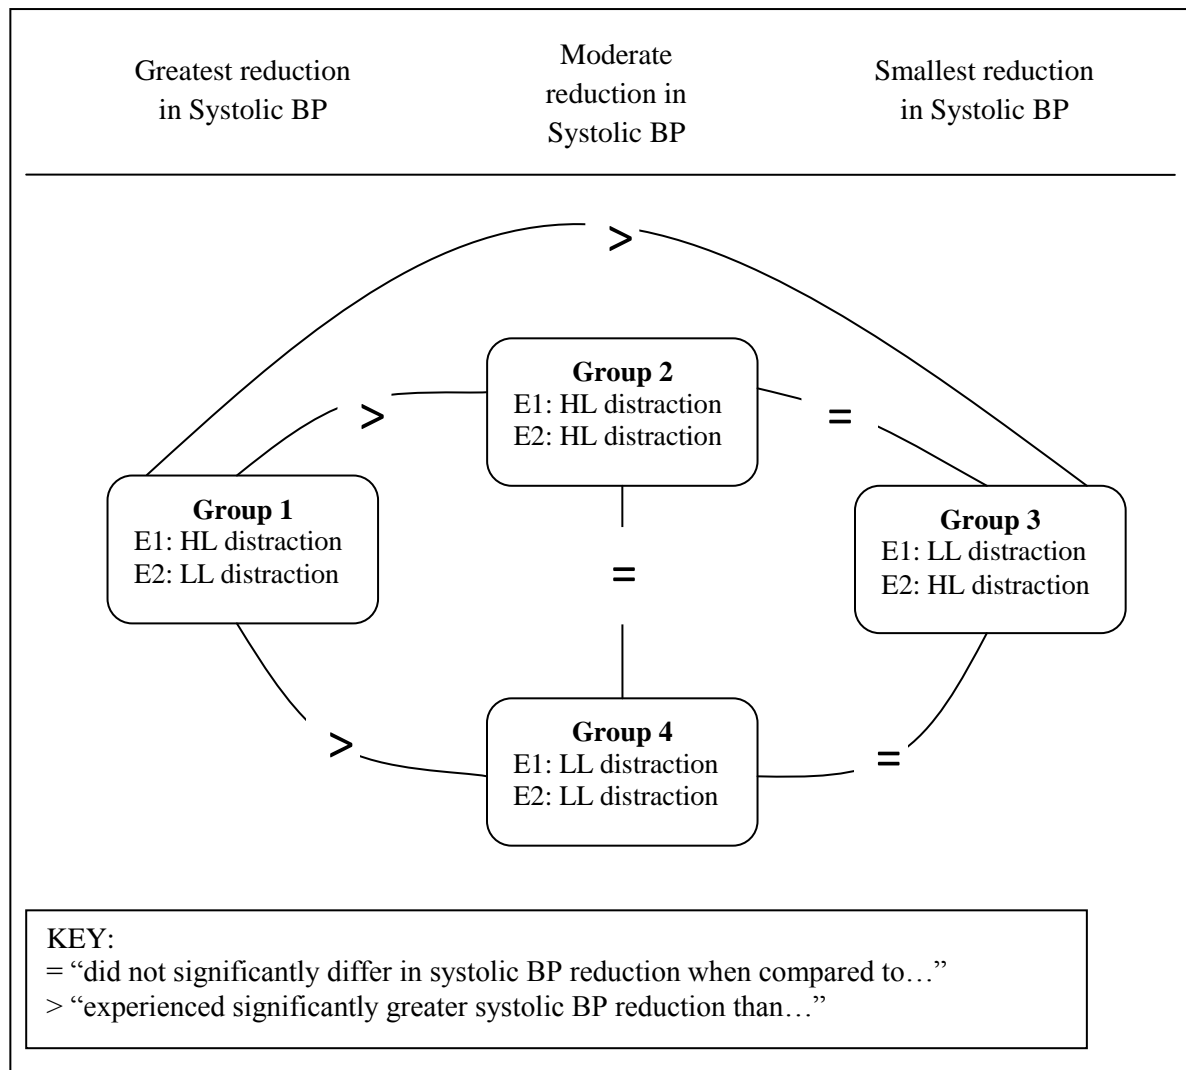 Greatest reduction
in Systolic BP
Moderate
reduction in
Systolic BP
Smallest reduction
in Systolic BP
>
Group 2
E1: HL distraction
E2: HL distraction
>
=
Group 1
E1: HL distraction
E2: LL distraction
=
Group 3
E1: LL distraction
E2: HL distraction
>
Group 4
E1: LL distraction
E2: LL distraction
=
KEY:
= “did not significantly differ in systolic BP reduction when compared to…”
> “experienced significantly greater systolic BP reduction than…”